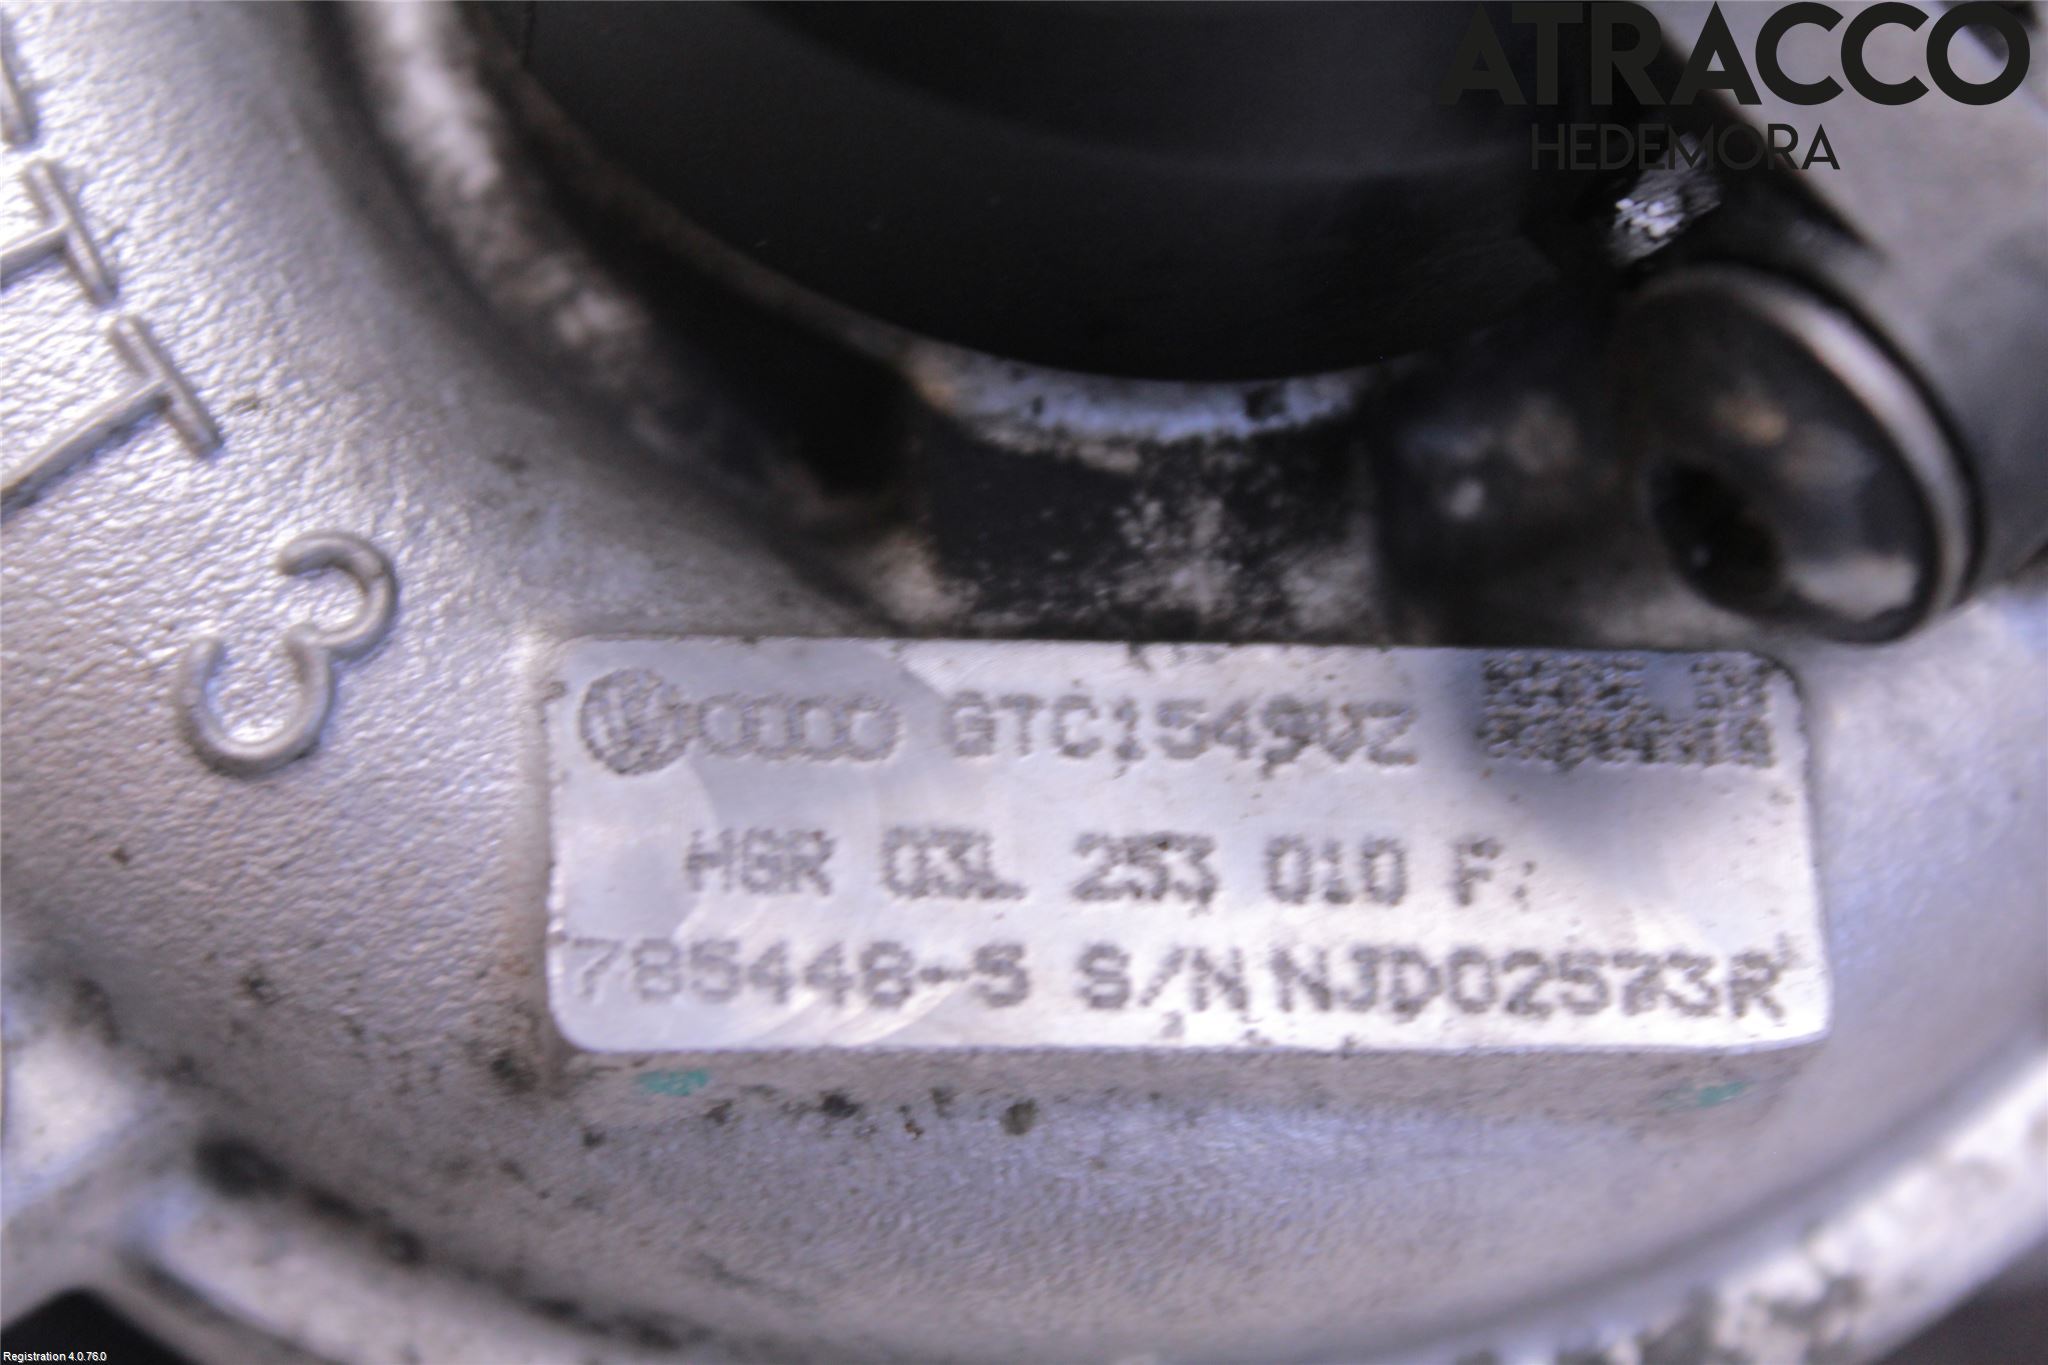 ATRACCO
HEDEMORA
3
GTC1549VZ
HGR 03L 253 010 F:
785448-5 S/N NJD02573R
Registration 4.0.76.0